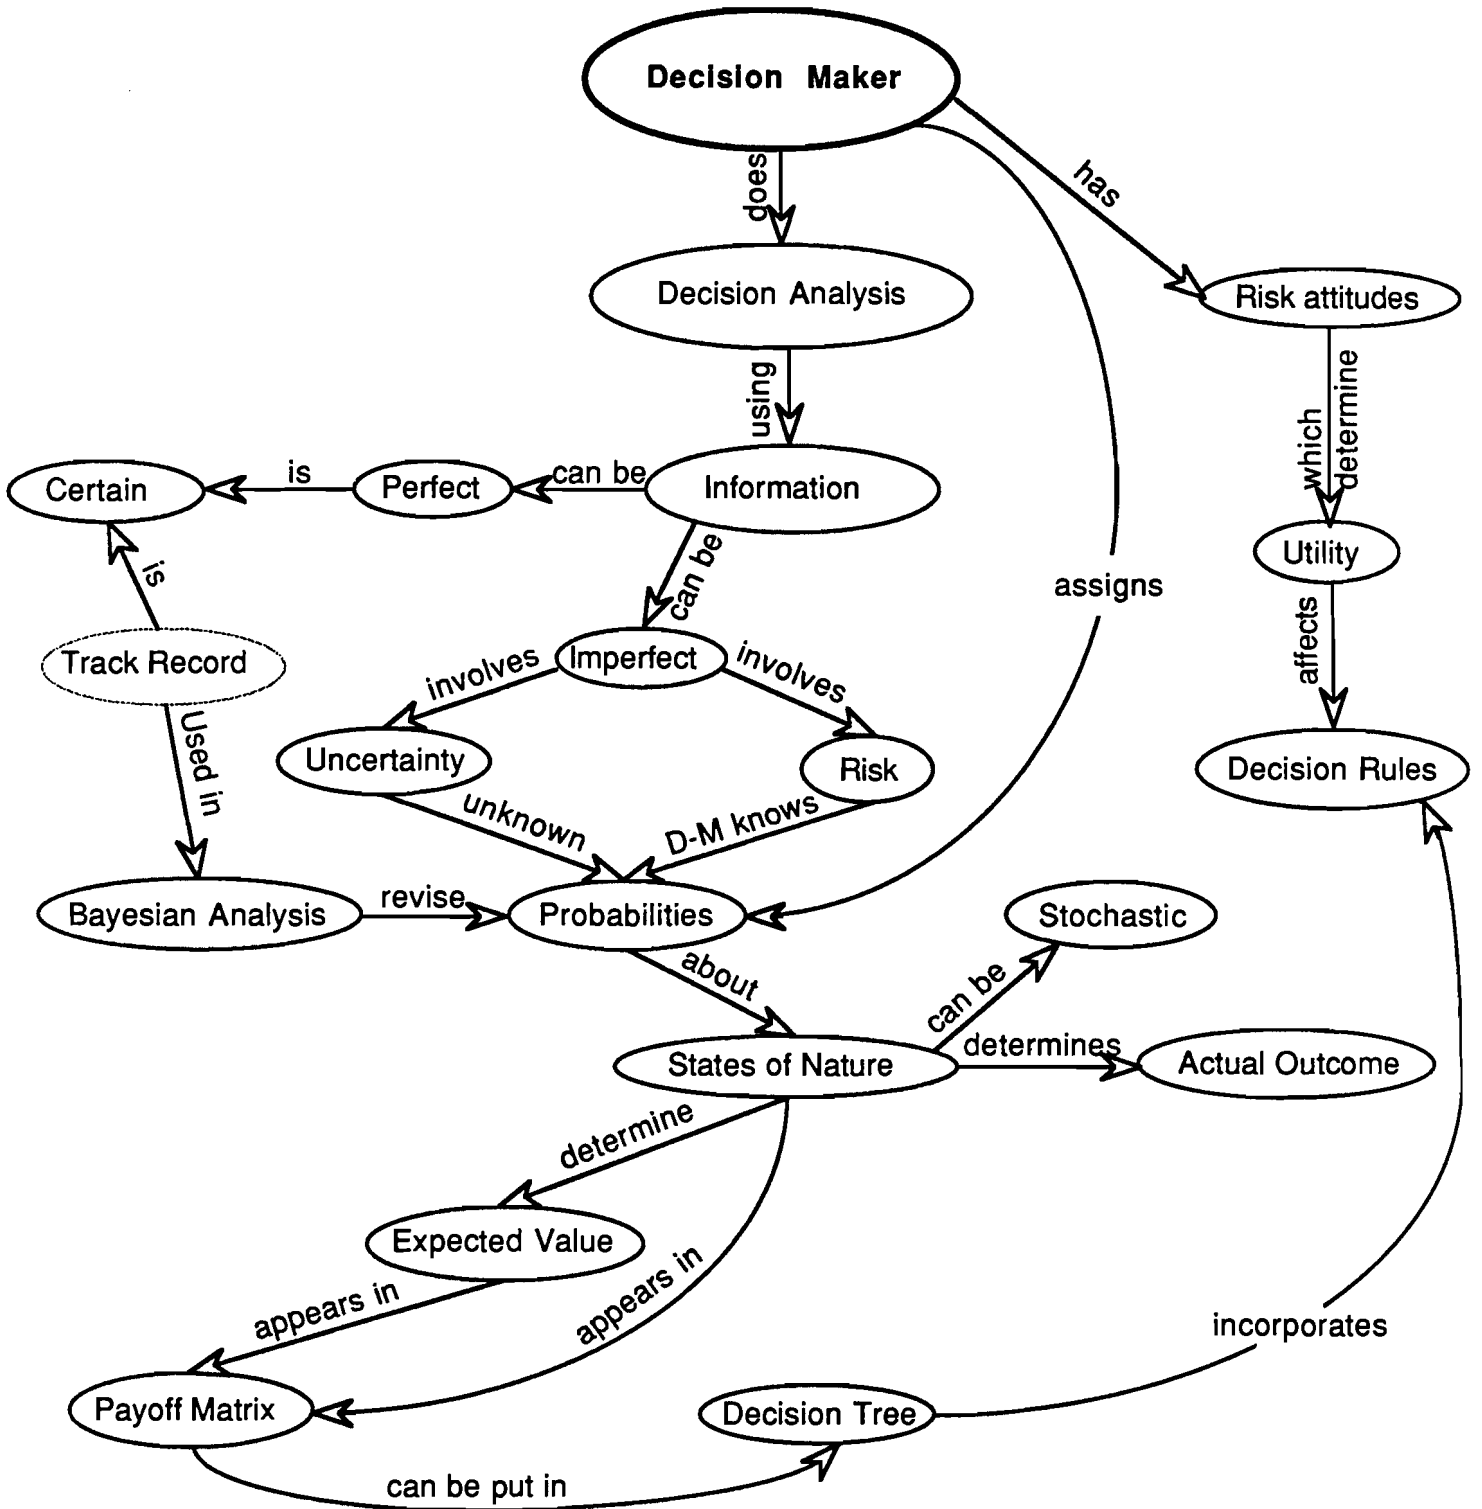 Decision Maker
does
has
Decision Analysis
Risk attitudes
using
which
determine
Certain
is
Perfect
can be
Information
can be
is
Utility
assigns
Track Record
involves
Imperfect
involves
affects
Used in
Uncertainty
Risk
Decision Rules
unknown
D-M knows
Bayesian Analysis
revise
Probabilities
Stochastic
about
can be
States of Nature
determines
Actual Outcome
determine
Expected Value
appears in
appears in
incorporates
Payoff Matrix
Decision Tree
can be put in